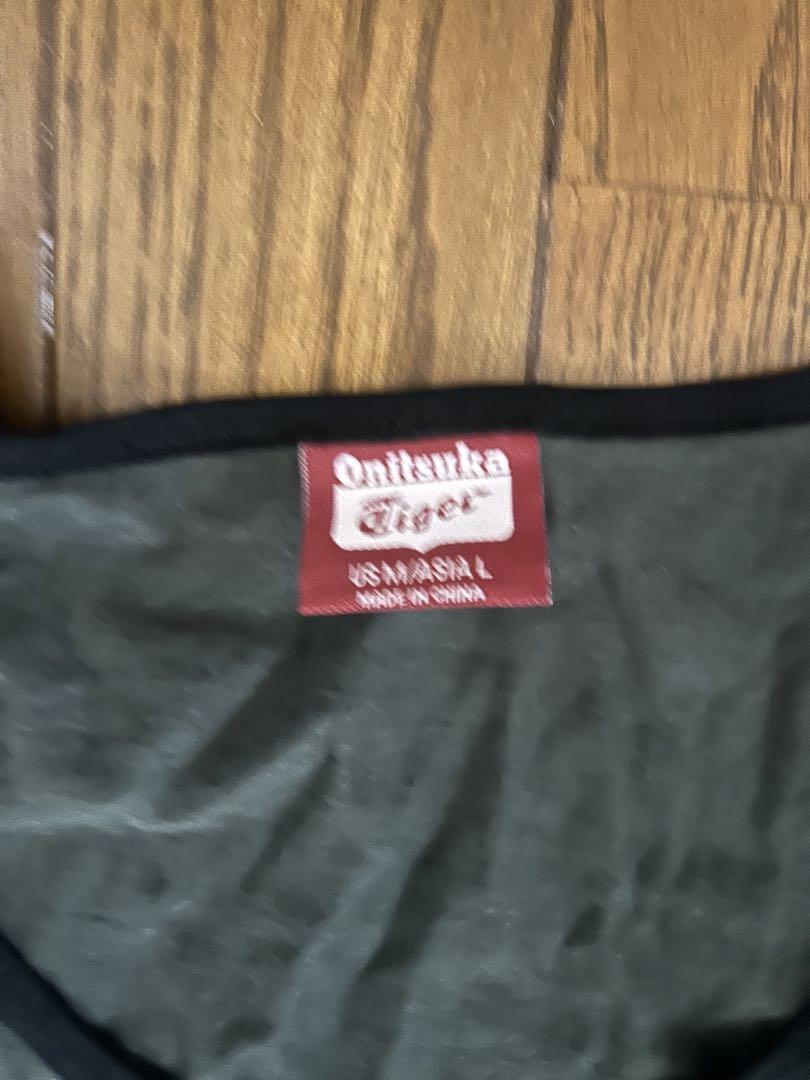 Onitsuka
Tiger
US M/ASIA L
MADE IN CHINA